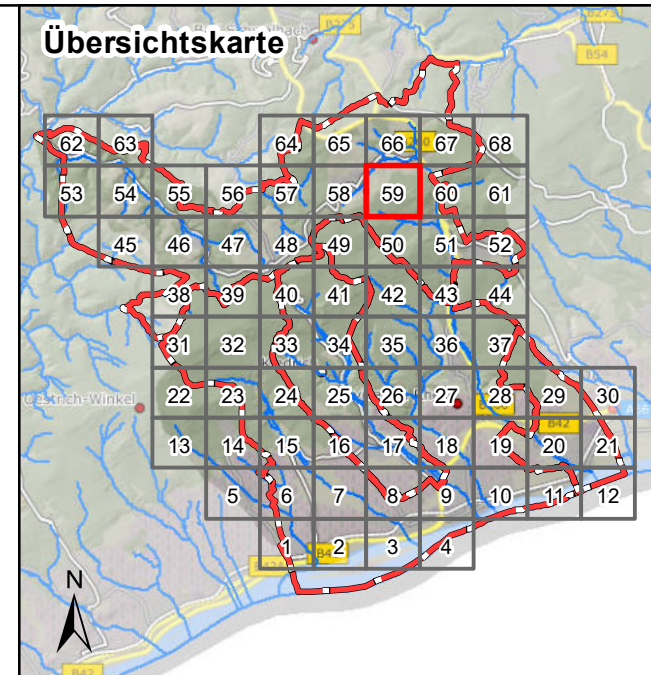 Übersichtskarte
B275
B54
62 63 64 65 66 67 68
53 54 55 56 57 58 59 60 61
45 46 47 48 49 50 51 52
38 39 40 41 42 43 44
31 32 33 34 35 36 37
22 23 24 25 26 27 28 29 30
Oestrich-Winkel
B42
13 14 15 16 17 18 19 20 21
5 6 7 8 9 10 11 12
1 2 3 4
N
B42